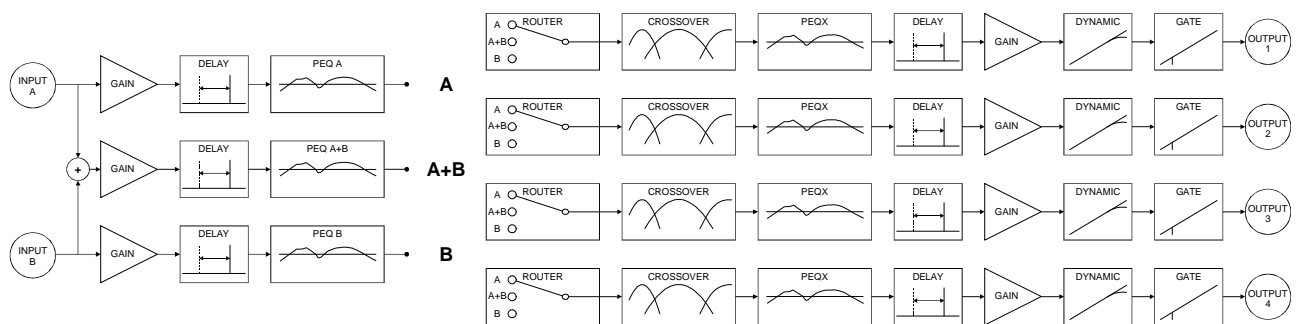 INPUT
A
GAIN
DELAY
PEQ A
A
+
GAIN
DELAY
PEQ A+B
A+B
INPUT
B
GAIN
DELAY
PEQ B
B
A
A+B
B
ROUTER
CROSSOVER
PEQX
DELAY
GAIN
DYNAMIC
GATE
OUTPUT
1
A
A+B
B
ROUTER
CROSSOVER
PEQX
DELAY
GAIN
DYNAMIC
GATE
OUTPUT
2
A
A+B
B
ROUTER
CROSSOVER
PEQX
DELAY
GAIN
DYNAMIC
GATE
OUTPUT
3
A
A+B
B
ROUTER
CROSSOVER
PEQX
DELAY
GAIN
DYNAMIC
GATE
OUTPUT
4